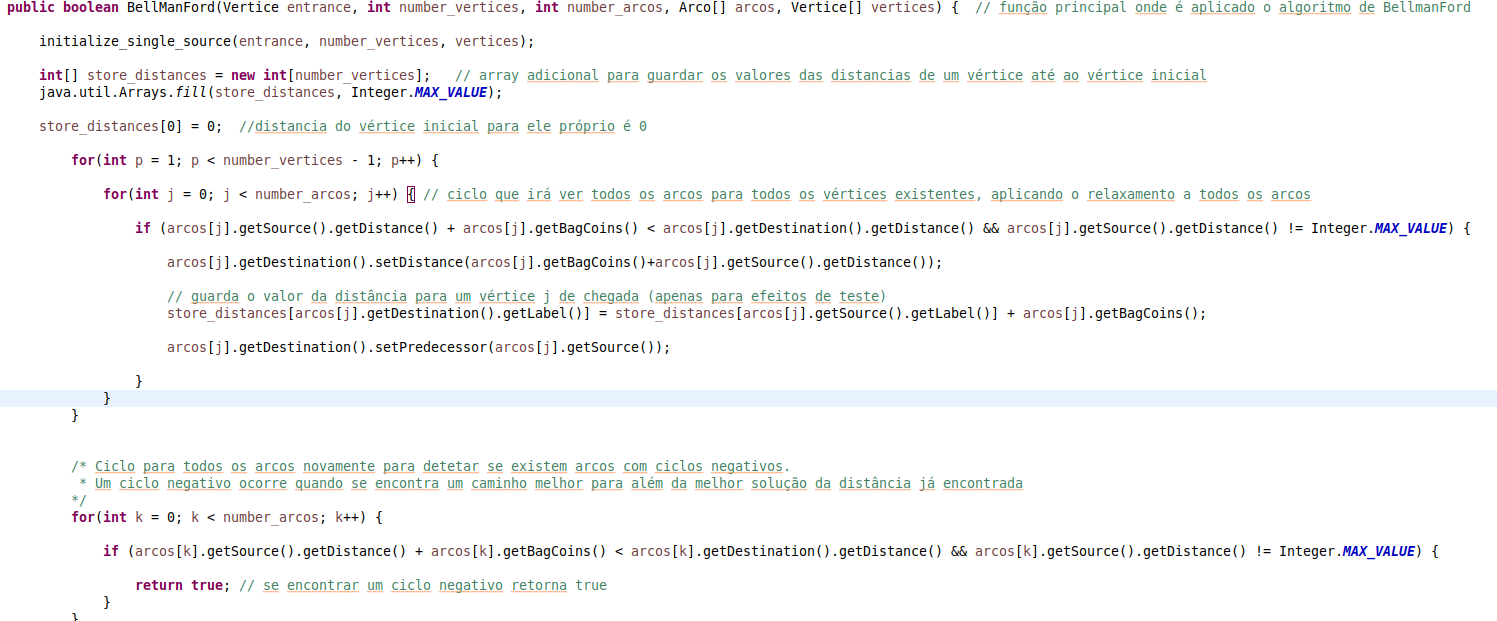 public boolean BellManFord(Vertice entrance, int number_vertices, int number_arcos, Arco[] arcos, Vertice[] vertices) {  // função principal onde é aplicado o algoritmo de BellmanFord
initialize_single_source(entrance, number_vertices, vertices);
int[] store_distances = new int[number_vertices];   // array adicional para guardar os valores das distancias de um vértice até ao vértice inicial
java.util.Arrays.fill(store_distances, Integer.MAX_VALUE);
store_distances[0] = 0;  //distancia do vértice inicial para ele próprio é 0
for(int p = 1; p < number_vertices - 1; p++) {
for(int j = 0; j < number_arcos; j++) { // ciclo que irá ver todos os arcos para todos os vértices existentes, aplicando o relaxamento a todos os arcos
if (arcos[j].getSource().getDistance() + arcos[j].getBagCoins() < arcos[j].getDestination().getDistance() && arcos[j].getSource().getDistance() != Integer.MAX_VALUE) {
arcos[j].getDestination().setDistance(arcos[j].getBagCoins()+arcos[j].getSource().getDistance());
// guarda o valor da distância para um vértice j de chegada (apenas para efeitos de teste)
store_distances[arcos[j].getDestination().getLabel()] = store_distances[arcos[j].getSource().getLabel()] + arcos[j].getBagCoins();
arcos[j].getDestination().setPredecessor(arcos[j].getSource());
}
}
}
/* Ciclo para todos os arcos novamente para detetar se existem arcos com ciclos negativos.
* Um ciclo negativo ocorre quando se encontra um caminho melhor para além da melhor solução da distância já encontrada
*/
for(int k = 0; k < number_arcos; k++) {
if (arcos[k].getSource().getDistance() + arcos[k].getBagCoins() < arcos[k].getDestination().getDistance() && arcos[k].getSource().getDistance() != Integer.MAX_VALUE) {
return true; // se encontrar um ciclo negativo retorna true
}
}